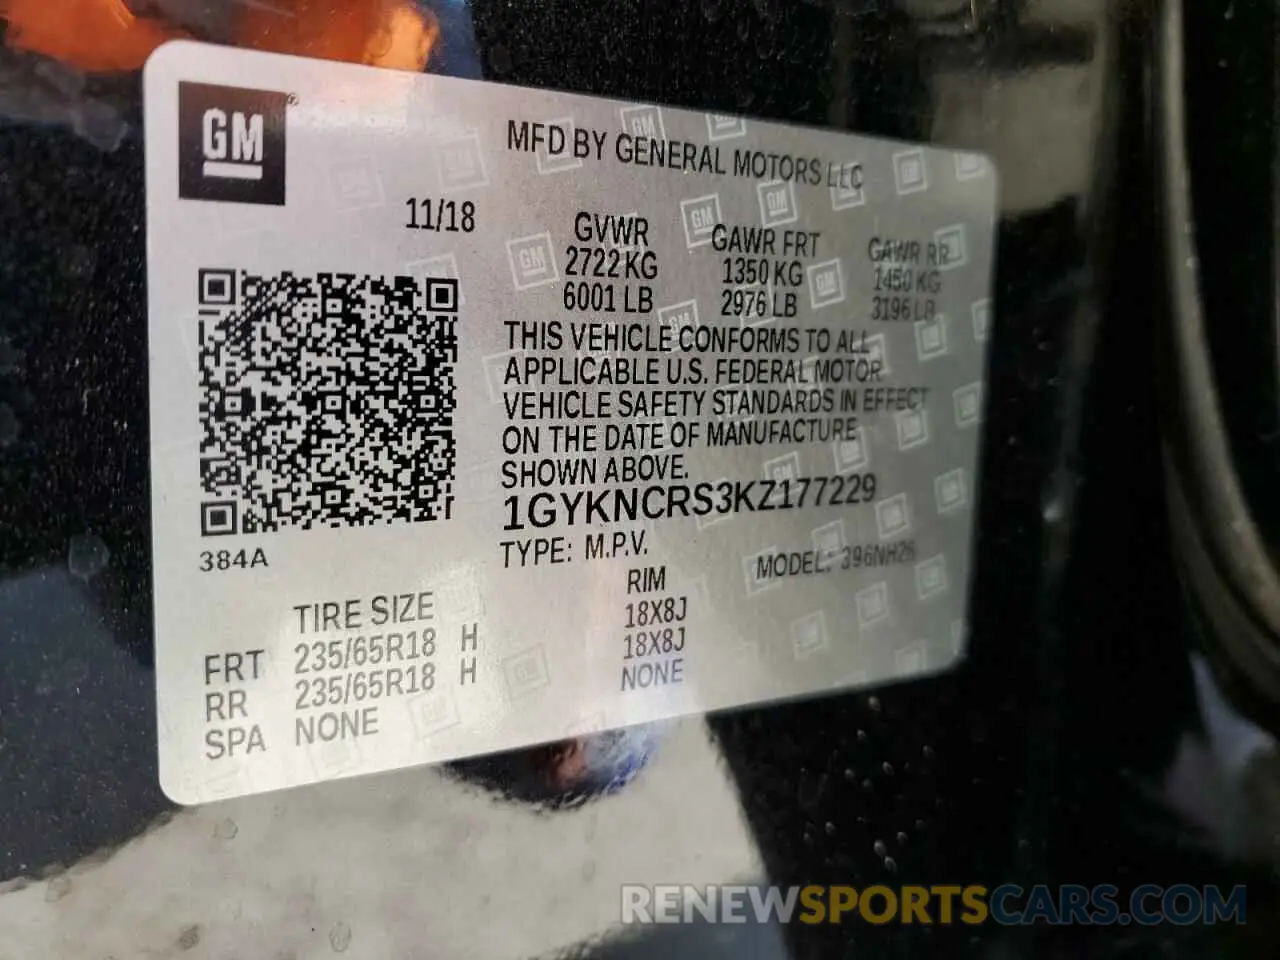 GM
MFD BY GENERAL MOTORS LLC
11/18
GVWR GAWR FRT GAWR RR
2722 KG 1350 KG 1450 KG
6001 LB 2976 LB 3196 LB
THIS VEHICLE CONFORMS TO ALL
APPLICABLE U.S. FEDERAL MOTOR
VEHICLE SAFETY STANDARDS IN EFFECT
ON THE DATE OF MANUFACTURE
SHOWN ABOVE.
1GYKNCRS3KZ177229
384A
TYPE: M.P.V. MODEL: 396NH26
TIRE SIZE RIM
FRT 235/65R18 H 18X8J
RR 235/65R18 H 18X8J
SPA NONE NONE
RENEWSPORTSCARS.COM